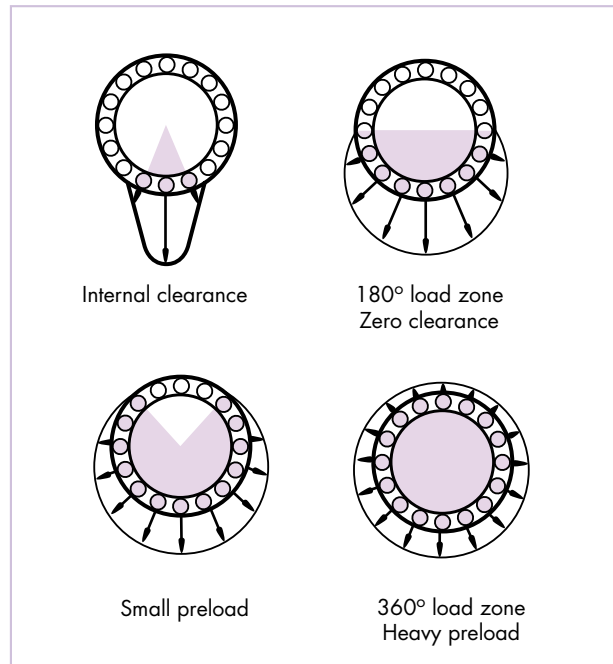 Internal clearance
180º load zone
Zero clearance
Small preload
360º load zone
Heavy preload